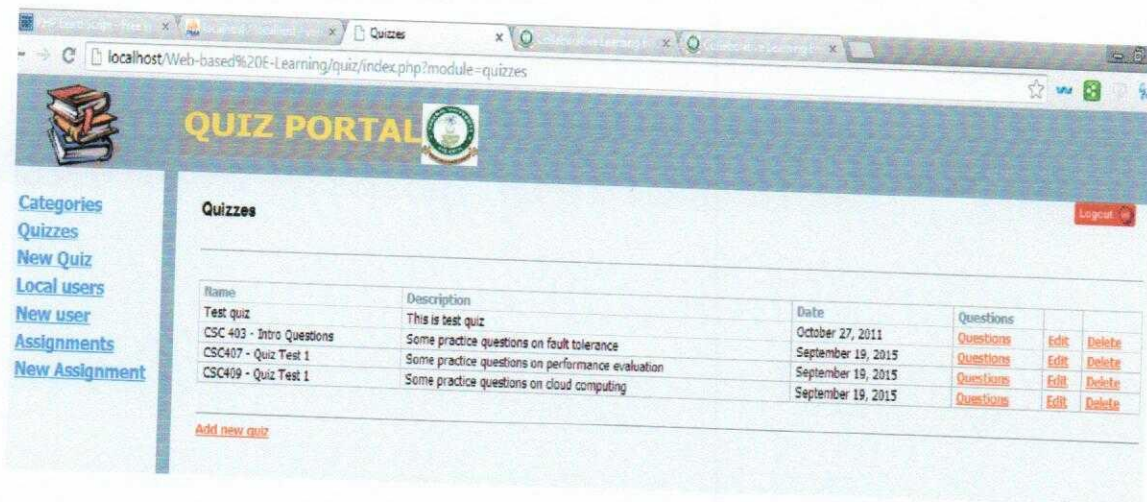 Quizzes
localhost/Web-based%20E-Learning/quiz/index.php?module=quizzes
QUIZ PORTAL
Categories
Quizzes
New Quiz
Local users
New user
Assignments
New Assignment
Quizzes
Logout
Name Description Date Questions
Test quiz This is test quiz October 27, 2011 Questions Edit Delete
CSC 403 - Intro Questions Some practice questions on fault tolerance September 19, 2015 Questions Edit Delete
CSC407 - Quiz Test 1 Some practice questions on performance evaluation September 19, 2015 Questions Edit Delete
CSC409 - Quiz Test 1 Some practice questions on cloud computing September 19, 2015 Questions Edit Delete
Add new quiz